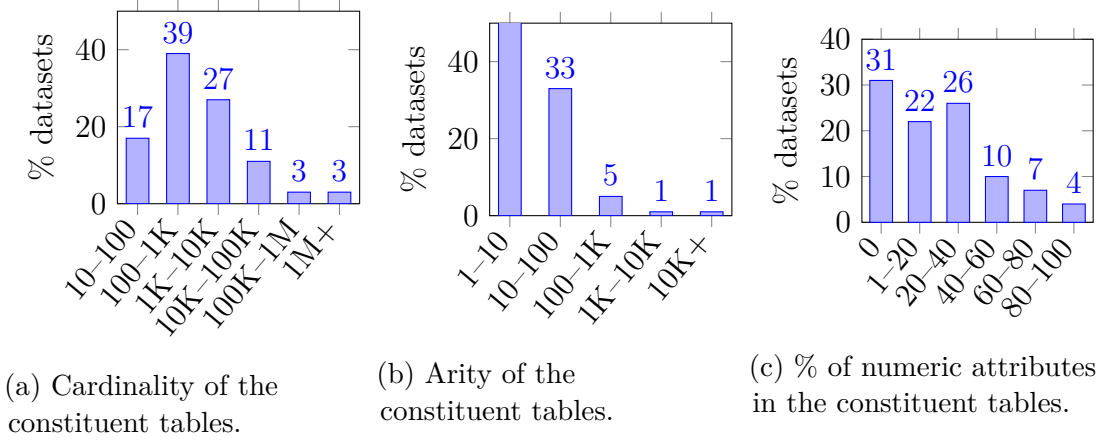 % datasets
40
20
0
17
39
27
11
3
3
10–100
100–1K
1K–10K
10K–100K
100K–1M
1M+
(a) Cardinality of the
constituent tables.
% datasets
40
20
0
33
5
1
1
1–10
10–100
100–1K
1K–10K
10K+
(b) Arity of the
constituent tables.
% datasets
40
30
20
10
0
31
22
26
10
7
4
0
1–20
20–40
40–60
60–80
80–100
(c) % of numeric attributes
in the constituent tables.